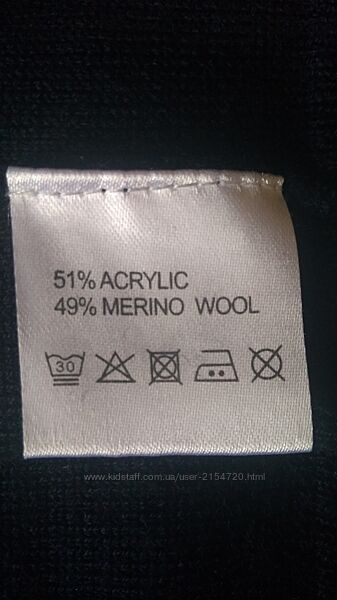 51% ACRYLIC
49% MERINO WOOL
30
www.kidstaff.com.ua/user-2154720.html